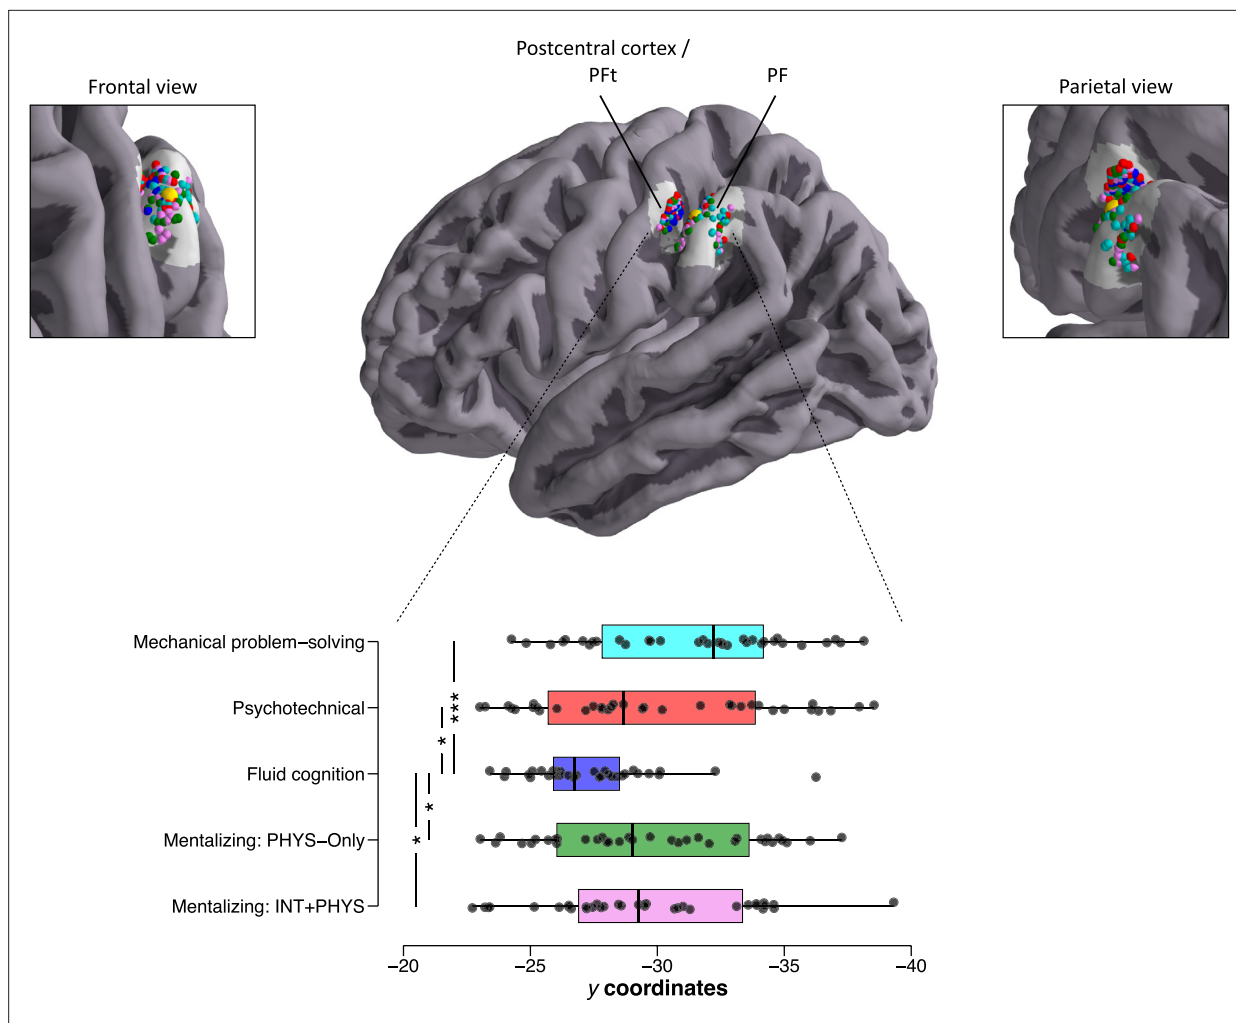 Postcentral cortex /
PFt
PF
Frontal view
Parietal view
Mechanical problem−solving
Psychotechnical
Fluid cognition
Mentalizing: PHYS−Only
Mentalizing: INT+PHYS
***
*
*
*
−20
−25
−30
−35
−40
y coordinates